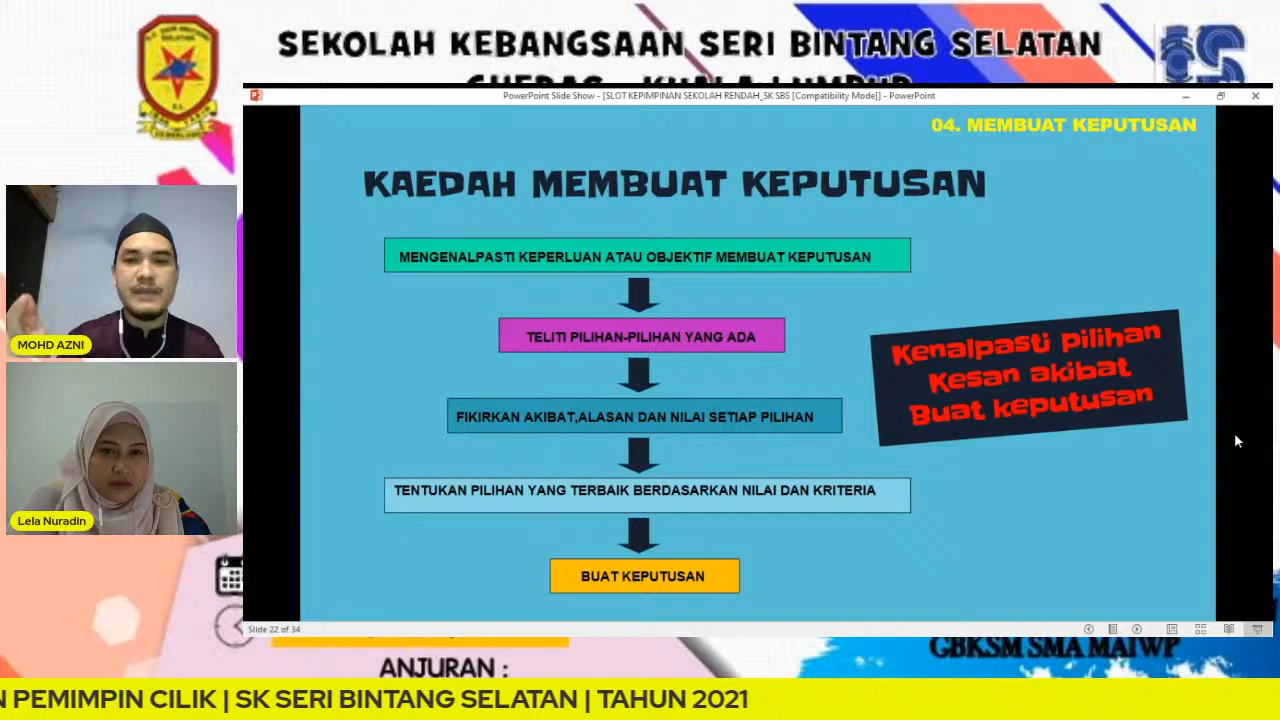 SEKOLAH KEBANGSAAN SERI BINTANG SELATAN
CHERAS, KUALA LUMPUR
PowerPoint Slide Show - [SLOT KEPIMPINAN SEKOLAH RENDAH_SK SBS [Compatibility Mode]] - PowerPoint
04. MEMBUAT KEPUTUSAN
KAEDAH MEMBUAT KEPUTUSAN
MENGENALPASTI KEPERLUAN ATAU OBJEKTIF MEMBUAT KEPUTUSAN
TELITI PILIHAN-PILIHAN YANG ADA
FIKIRKAN AKIBAT,ALASAN DAN NILAI SETIAP PILIHAN
TENTUKAN PILIHAN YANG TERBAIK BERDASARKAN NILAI DAN KRITERIA
BUAT KEPUTUSAN
Kenalpasti pilihan
Kesan akibat
Buat keputusan
MOHD AZNI
Lela Nuradin
Slide 22 of 34
GBKSM SMA MAIWP
ANJURAN :
N PEMIMPIN CILIK | SK SERI BINTANG SELATAN | TAHUN 2021